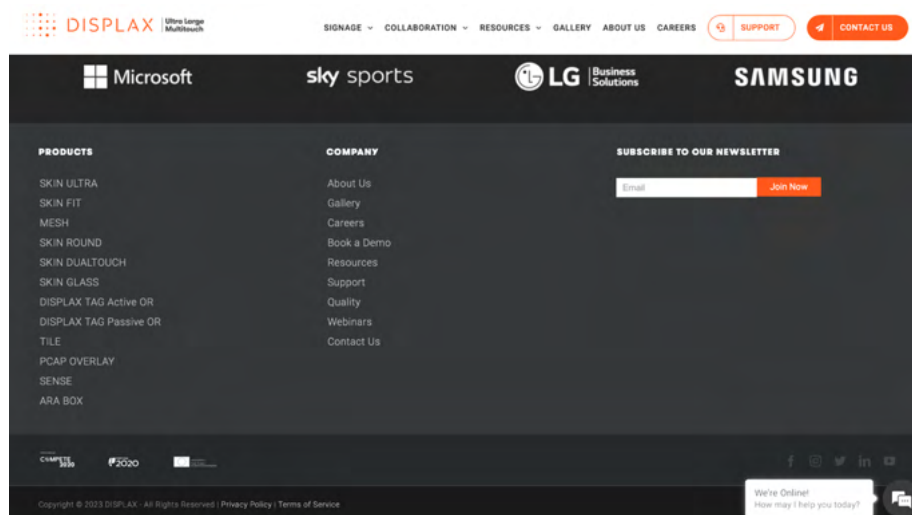 DISPLAX Ultra Large Multitouch
SIGNAGE COLLABORATION RESOURCES GALLERY ABOUT US CAREERS SUPPORT CONTACT US
Microsoft sky sports LG Business Solutions SAMSUNG
PRODUCTS
SKIN ULTRA
SKIN FIT
MESH
SKIN ROUND
SKIN DUALTOUCH
SKIN GLASS
DISPLAX TAG Active OR
DISPLAX TAG Passive OR
TILE
PCAP OVERLAY
SENSE
ARA BOX
COMPANY
About Us
Gallery
Careers
Book a Demo
Resources
Support
Quality
Webinars
Contact Us
SUBSCRIBE TO OUR NEWSLETTER
Email Join Now
COMPETE 2020
2020
Copyright © 2023 DISPLAX - All Rights Reserved | Privacy Policy | Terms of Service
We're Online!
How may I help you today?